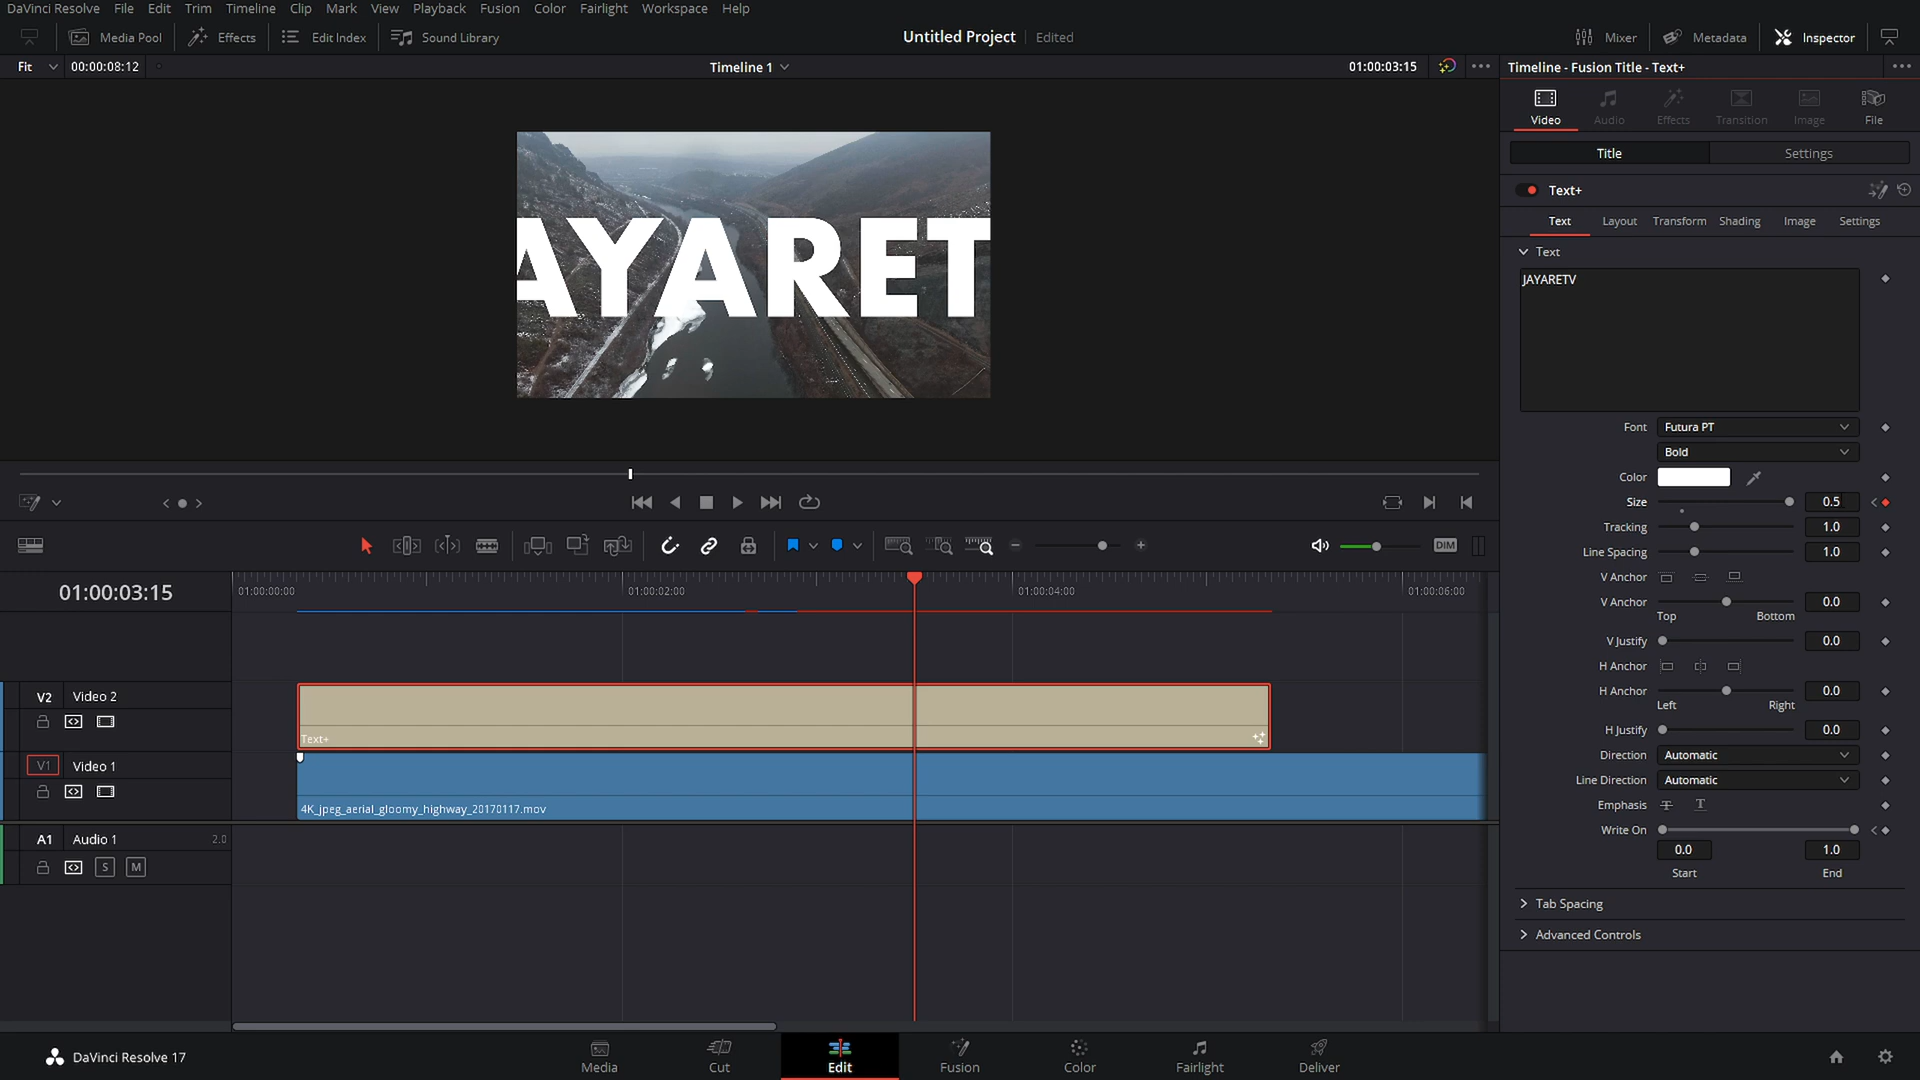 DaVinci Resolve File Edit Trim Timeline Clip Mark View Playback Fusion Color Fairlight Workspace Help
Media Pool Effects Edit Index Sound Library Untitled Project Edited Mixer Metadata Inspector
Fit 00:00:08:12 Timeline 1 01:00:03:15 Timeline - Fusion Title - Text+
Video Audio Effects Transition Image File
Title Settings
Text+
Text Layout Transform Shading Image Settings
Text
JAYARETV
AYARET
Font Futura PT
Bold
Color
Size 0.5
Tracking 1.0
Line Spacing 1.0
V Anchor
V Anchor 0.0
Top Bottom
V Justify 0.0
H Anchor
H Anchor 0.0
Left Right
H Justify 0.0
Direction Automatic
Line Direction Automatic
Emphasis T T
Write On
0.0 1.0
Start End
Tab Spacing
Advanced Controls
DIM
01:00:03:15 01:00:00:00 01:00:02:00 01:00:04:00 01:00:06:00
V2 Video 2
Text+
V1 Video 1
4K_jpeg_aerial_gloomy_highway_20170117.mov
A1 Audio 1 2.0
S M
DaVinci Resolve 17 Media Cut Edit Fusion Color Fairlight Deliver